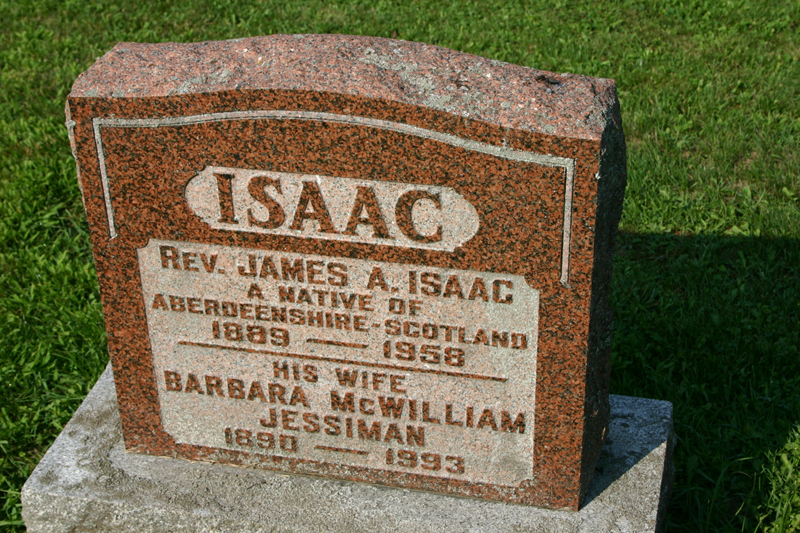 ISAAC
REV. JAMES A. ISAAC
A NATIVE OF
ABERDEENSHIRE-SCOTLAND
1889 — 1958
HIS WIFE
BARBARA McWILLIAM
JESSIMAN
1890 — 1993